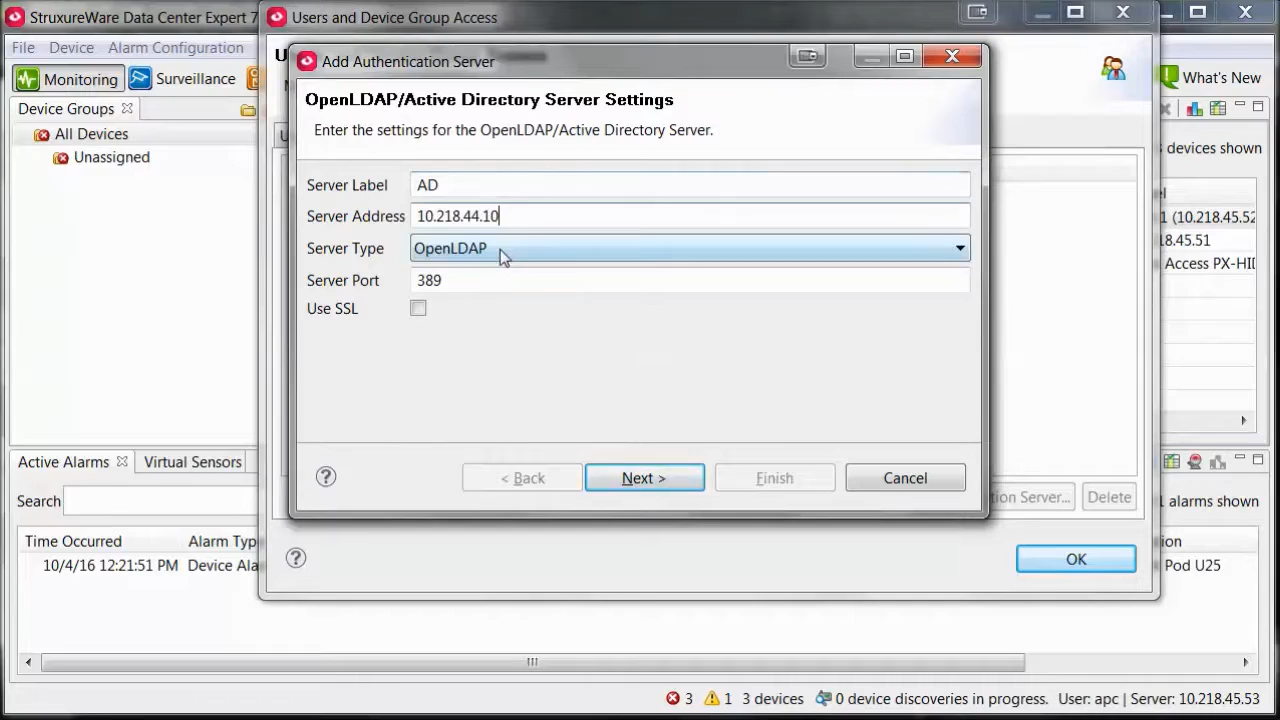 StruxureWare Data Center Expert 7
Users and Device Group Access
File Device Alarm Configuration
Monitoring
Surveillance
What's New
Device Groups
All Devices
Unassigned
devices shown
Add Authentication Server
OpenLDAP/Active Directory Server Settings
Enter the settings for the OpenLDAP/Active Directory Server.
Server Label AD
Server Address 10.218.44.10
Server Type OpenLDAP
Server Port 389
Use SSL
(10.218.45.52
18.45.51
Access PX-HID
< Back
Next >
Finish
Cancel
tion Server...
Delete
OK
Active Alarms
Virtual Sensors
Search
alarms shown
Time Occurred
Alarm Typ
10/4/16 12:21:51 PM
Device Ala
ion
Pod U25
3
1
3 devices
0 device discoveries in progress.
User: apc | Server: 10.218.45.53